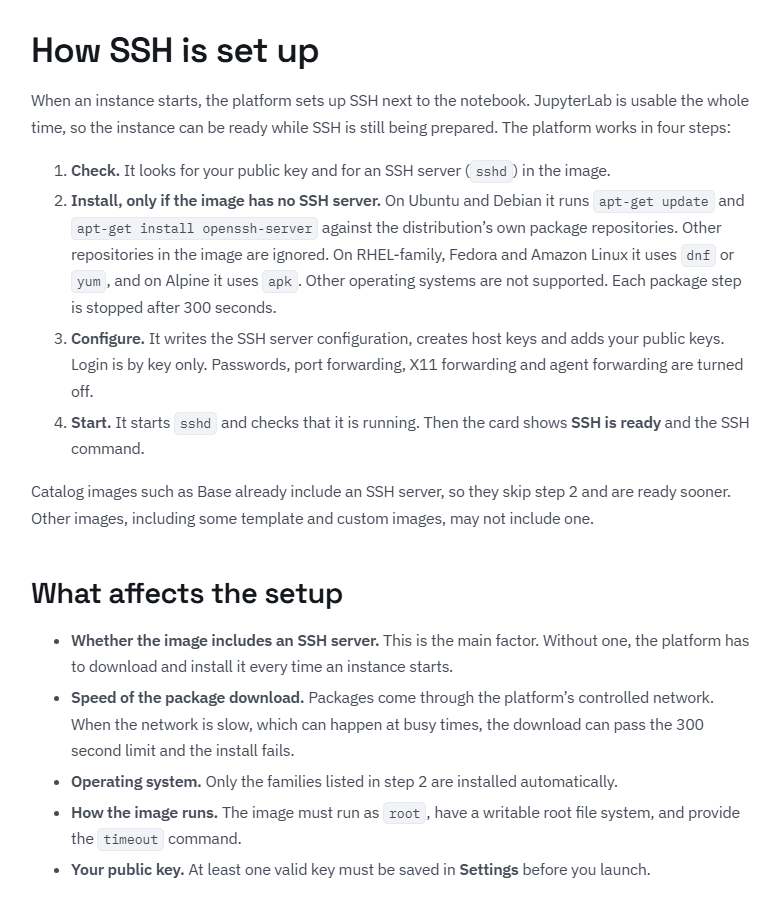 How SSH is set up
When an instance starts, the platform sets up SSH next to the notebook. JupyterLab is usable the whole
time, so the instance can be ready while SSH is still being prepared. The platform works in four steps:
1. Check. It looks for your public key and for an SSH server ( sshd ) in the image.
2. Install, only if the image has no SSH server. On Ubuntu and Debian it runs apt-get update and
apt-get install openssh-server against the distribution’s own package repositories. Other
repositories in the image are ignored. On RHEL-family, Fedora and Amazon Linux it uses dnf or
yum , and on Alpine it uses apk . Other operating systems are not supported. Each package step
is stopped after 300 seconds.
3. Configure. It writes the SSH server configuration, creates host keys and adds your public keys.
Login is by key only. Passwords, port forwarding, X11 forwarding and agent forwarding are turned
off.
4. Start. It starts sshd and checks that it is running. Then the card shows SSH is ready and the SSH
command.
Catalog images such as Base already include an SSH server, so they skip step 2 and are ready sooner.
Other images, including some template and custom images, may not include one.
What affects the setup
• Whether the image includes an SSH server. This is the main factor. Without one, the platform has
to download and install it every time an instance starts.
• Speed of the package download. Packages come through the platform’s controlled network.
When the network is slow, which can happen at busy times, the download can pass the 300
second limit and the install fails.
• Operating system. Only the families listed in step 2 are installed automatically.
• How the image runs. The image must run as root , have a writable root file system, and provide
the timeout command.
• Your public key. At least one valid key must be saved in Settings before you launch.